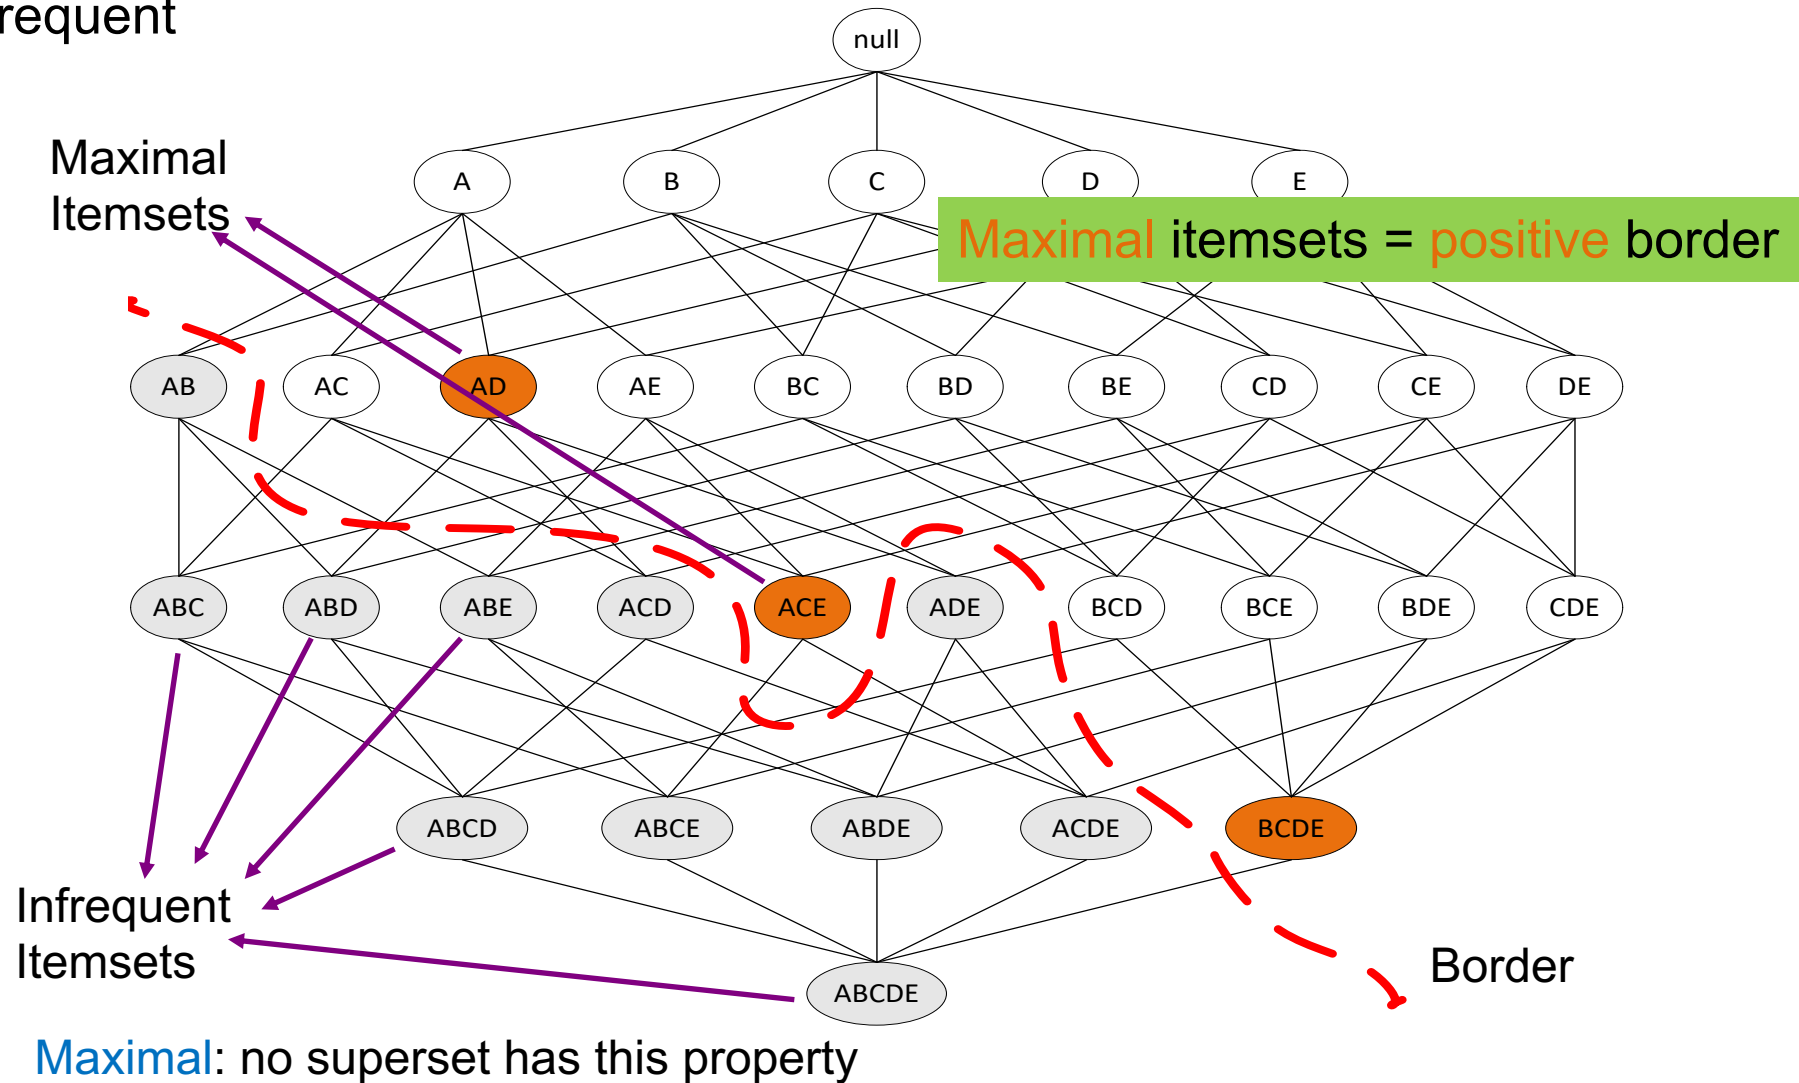 requent
null
Maximal
Itemsets
A B C D E
Maximal itemsets = positive border
AB AC AD AE BC BD BE CD CE DE
ABC ABD ABE ACD ACE ADE BCD BCE BDE CDE
ABCD ABCE ABDE ACDE BCDE
Infrequent
Itemsets
Border
ABCDE
Maximal: no superset has this property